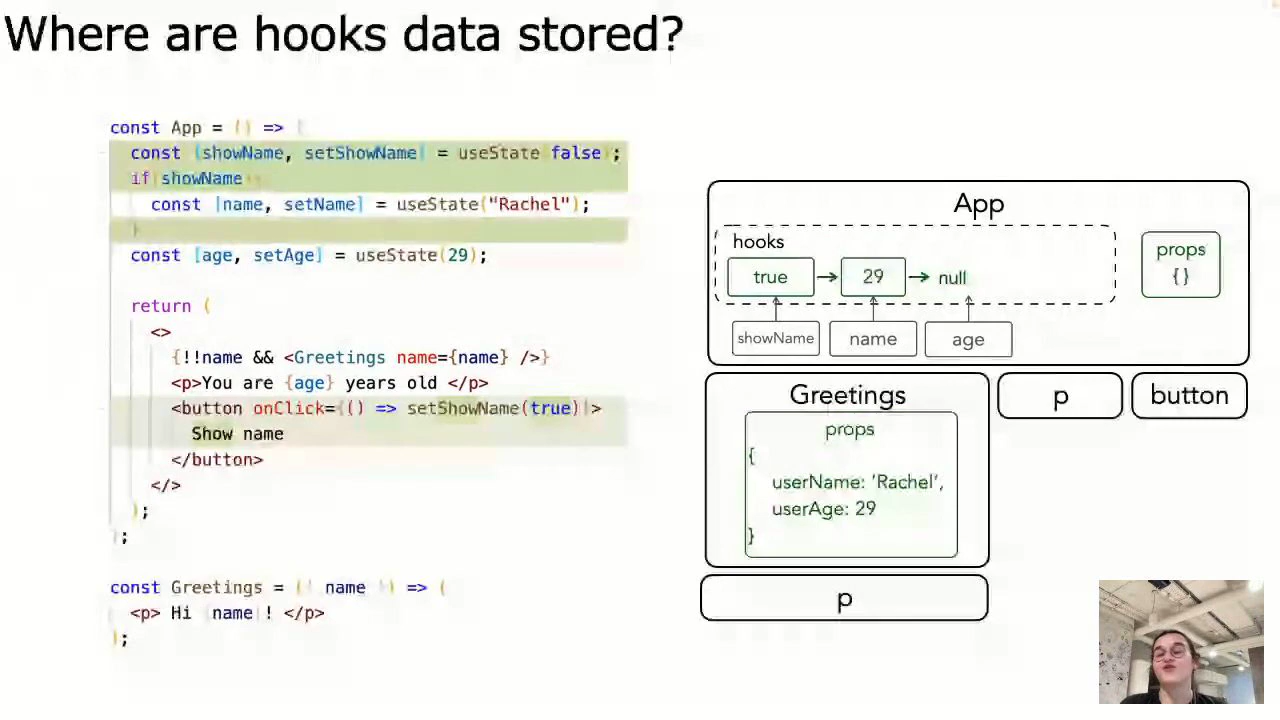 Where are hooks data stored?
const App = () => {
const [showName, setShowName] = useState(false);
if(showName) {
const [name, setName] = useState("Rachel");
}
const [age, setAge] = useState(29);
return (
<>
{!!name && <Greetings name={name} />}
<p>You are {age} years old </p>
<button onClick={() => setShowName(true)}>
Show name
</button>
</>
);
};
const Greetings = ({ name }) => (
<p> Hi {name}! </p>
);
App
hooks
true → 29 → null
showName name age
props
{}
Greetings
props
{
userName: ‘Rachel’,
userAge: 29
}
p
button
p